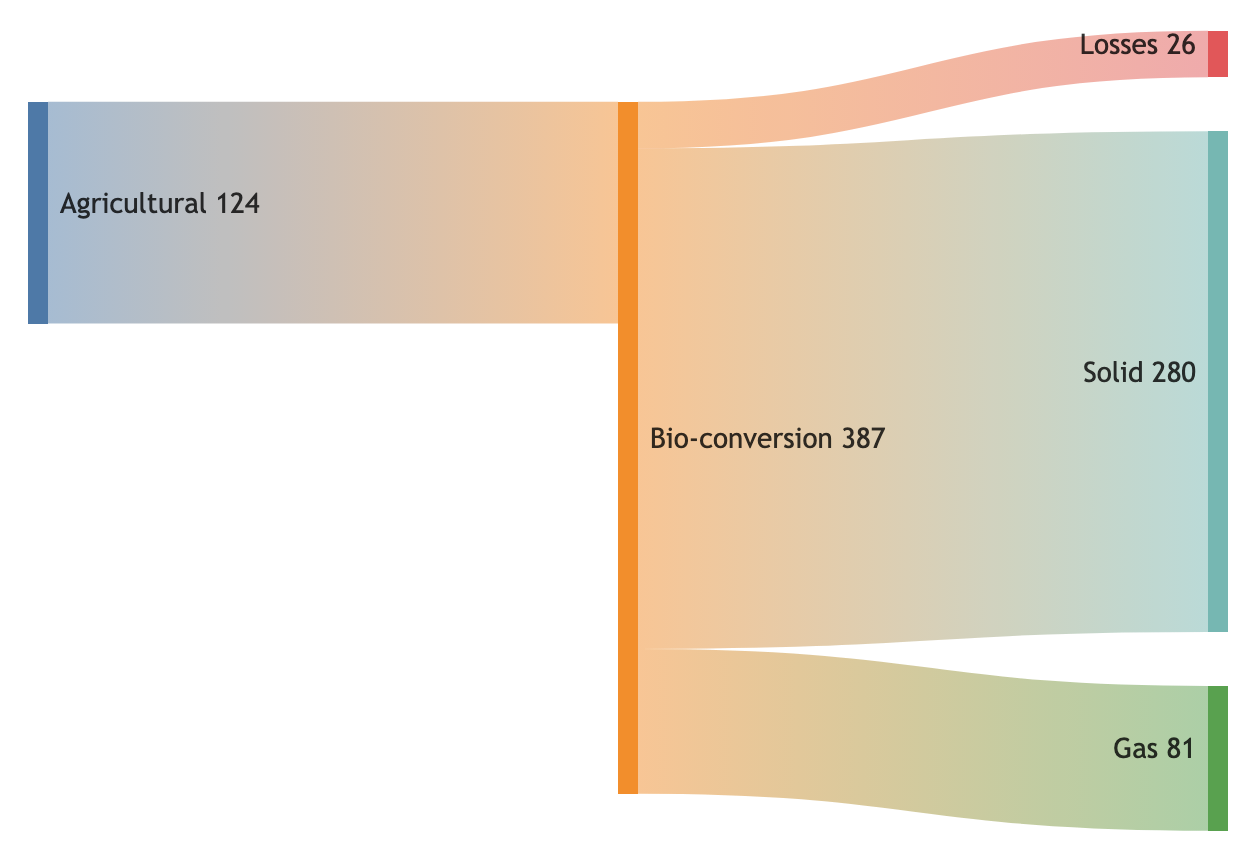 Losses 26
Agricultural 124
Solid 280
Bio-conversion 387
Gas 81